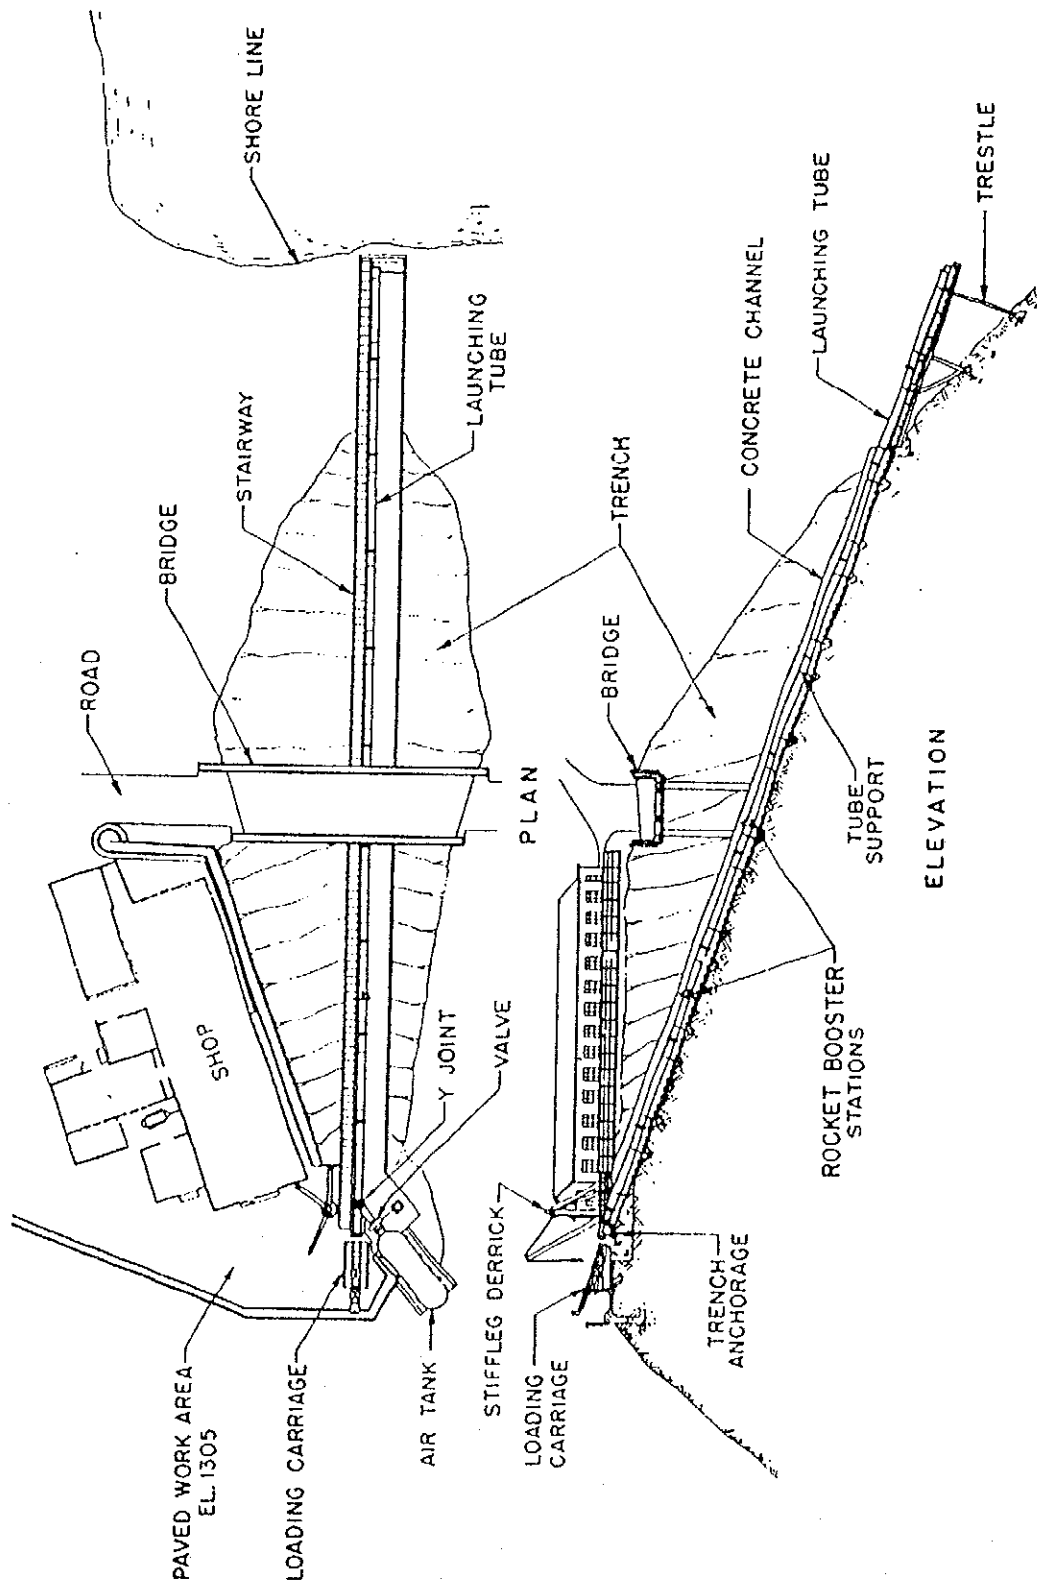 PAVED WORK AREA
EL. 1305
LOADING CARRIAGE
AIR TANK
SHOP
Y JOINT
VALVE
ROAD
BRIDGE
STAIRWAY
LAUNCHING
TUBE
SHORE LINE
TRENCH
PLAN
STIFFLEG DERRICK
LOADING
CARRIAGE
TRENCH
ANCHORAGE
ROCKET BOOSTER
STATIONS
TUBE
SUPPORT
BRIDGE
CONCRETE CHANNEL
LAUNCHING TUBE
TRESTLE
ELEVATION